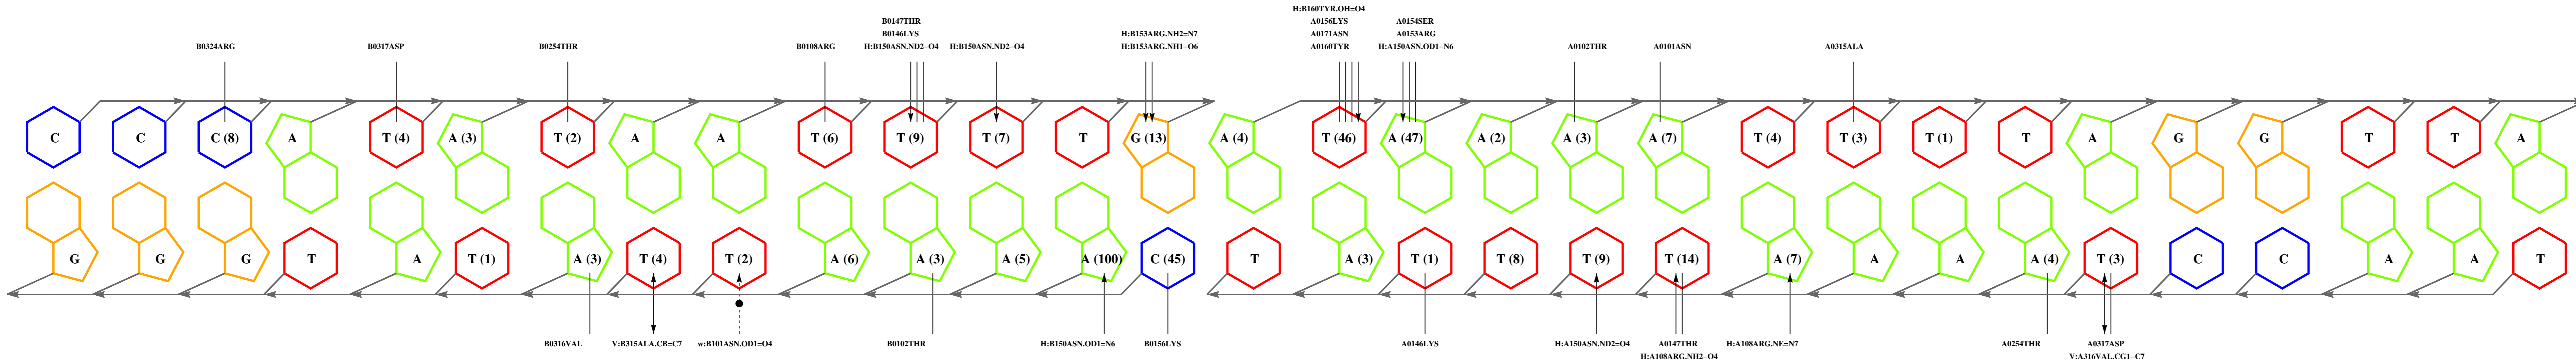 H:B160TYR.OH=O4
B0147THR A0156LYS A0154SER
B0146LYS H:B153ARG.NH2=N7 A0171ASN A0153ARG
B0324ARG B0317ASP B0254THR B0108ARG H:B150ASN.ND2=O4 H:B150ASN.ND2=O4 H:B153ARG.NH1=O6 A0160TYR H:A150ASN.OD1=N6 A0102THR A0101ASN A0315ALA
C C C (8) A T (4) A (3) T (2) A A T (6) T (9) T (7) T G (13) A (4) T (46) A (47) A (2) A (3) A (7) T (4) T (3) T (1) T A G G T T A
G G G T A T (1) A (3) T (4) T (2) A (6) A (3) A (5) A (100) C (45) T A (3) T (1) T (8) T (9) T (14) A (7) A A A (4) T (3) C C A A T
B0316VAL V:B315ALA.CB=C7 w:B101ASN.OD1=O4 B0102THR H:B150ASN.OD1=N6 B0156LYS A0146LYS H:A150ASN.ND2=O4 A0147THR H:A108ARG.NE=N7 A0254THR A0317ASP
H:A108ARG.NH2=O4 V:A316VAL.CG1=C7